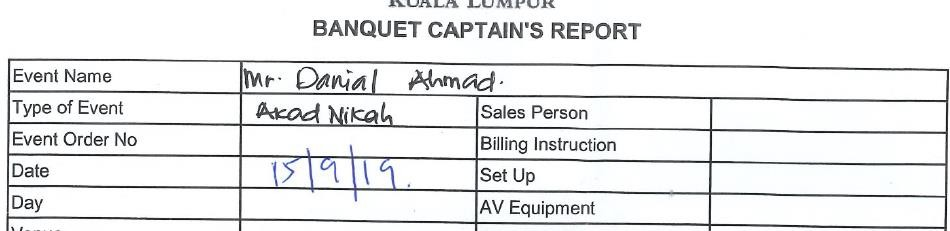 KUALA LUMPUR
BANQUET CAPTAIN'S REPORT
Event Name Mr. Danial Ahmad.
Type of Event Akad Nikah Sales Person
Event Order No Billing Instruction
Date 15/9/19. Set Up
Day AV Equipment
Venue